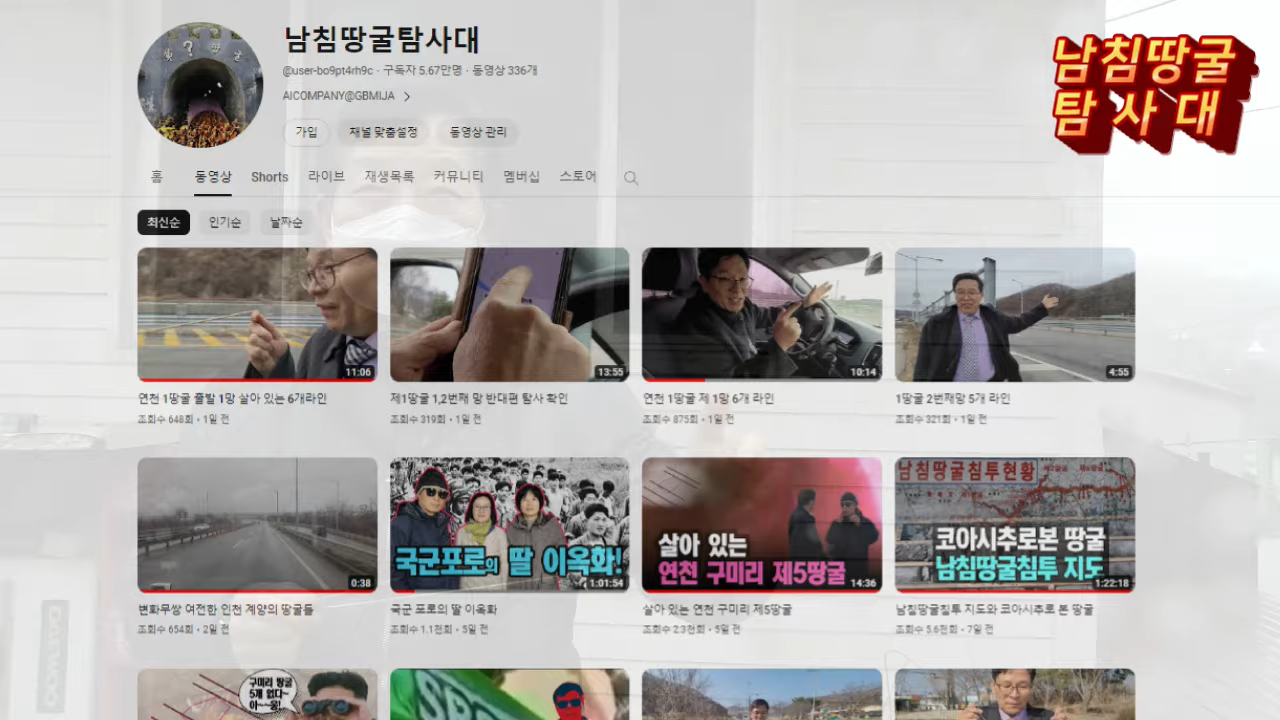 남침땅굴탐사대
@user-bo9pt4rh9c · 구독자 5.67만명 · 동영상 336개
AICOMPANY@GBMIJA >
가입 재널 맞춤설정 동영상 관리
남침땅굴
탐사대
홈 동영상 Shorts 라이브 재생목록 커뮤니티 멤버십 스토어
최신순 인기순 날짜순
11:06 13:55 10:14 4:55
연천 1땅굴 출발 1망 살아 있는 6개라인
조회수 648회 · 1일 전
제1땅굴 1,2번째 망 반대편 탐사 확인
조회수 319회 · 1일 전
연천 1땅굴 제 1망 6개 라인
조회수 875회 · 1일 전
1땅굴 2번째망 5개 라인
조회수 321회 · 1일 전
0:38
국군포로의 딸 이옥화!
1:01:54
살아 있는
연천 구미리 제5땅굴
14:36
남침땅굴침투현황
코아시추로본 땅굴
남침땅굴침투 지도
1:22:18
변화무쌍 여전한 인천 계양의 땅굴들
조회수 654회 · 2일 전
국군 포로의 딸 이옥화
조회수 1.1천회 · 5일 전
살아 있는 연천 구미리 제5땅굴
조회수 2.3천회 · 5일 전
남침땅굴침투 지도와 코아시추로 본 땅굴
조회수 5.6천회 · 7일 전
구미리 땅굴
5개 없다~
아~~울!
SBS